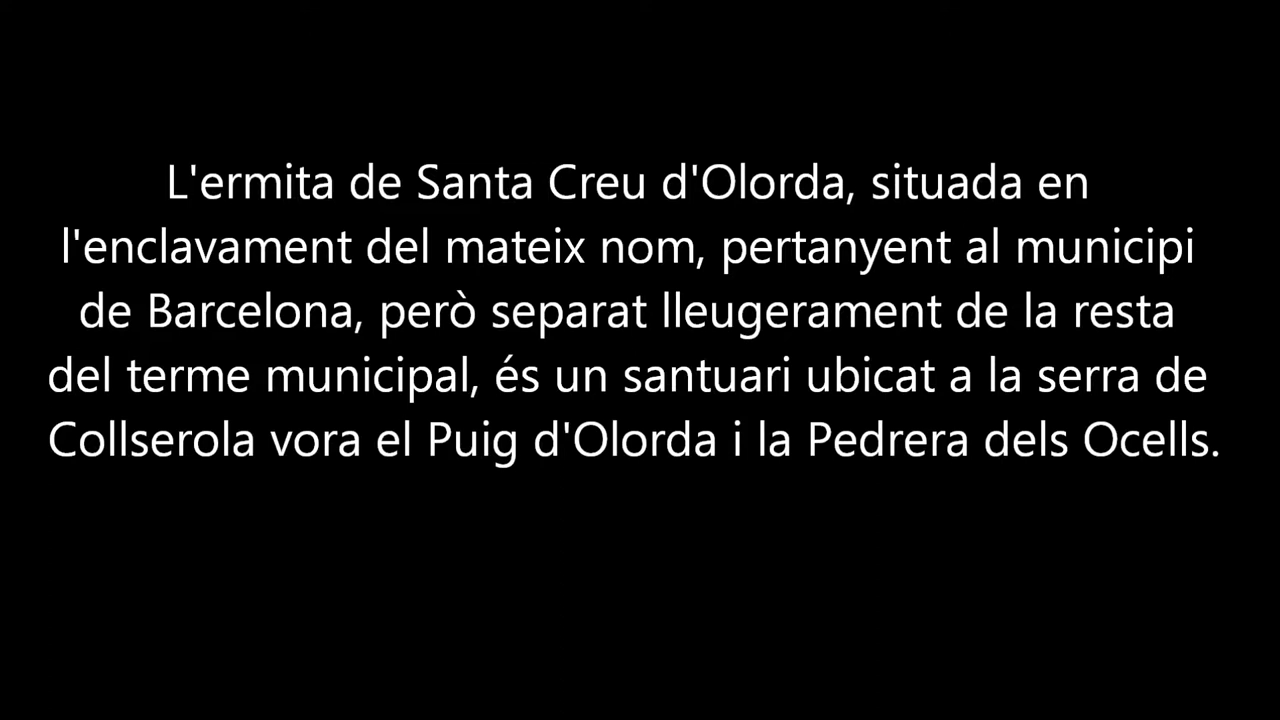 L'ermita de Santa Creu d'Olorda, situada en
l'enclavament del mateix nom, pertanyent al municipi
de Barcelona, però separat lleugerament de la resta
del terme municipal, és un santuari ubicat a la serra de
Collserola vora el Puig d'Olorda i la Pedrera dels Ocells.